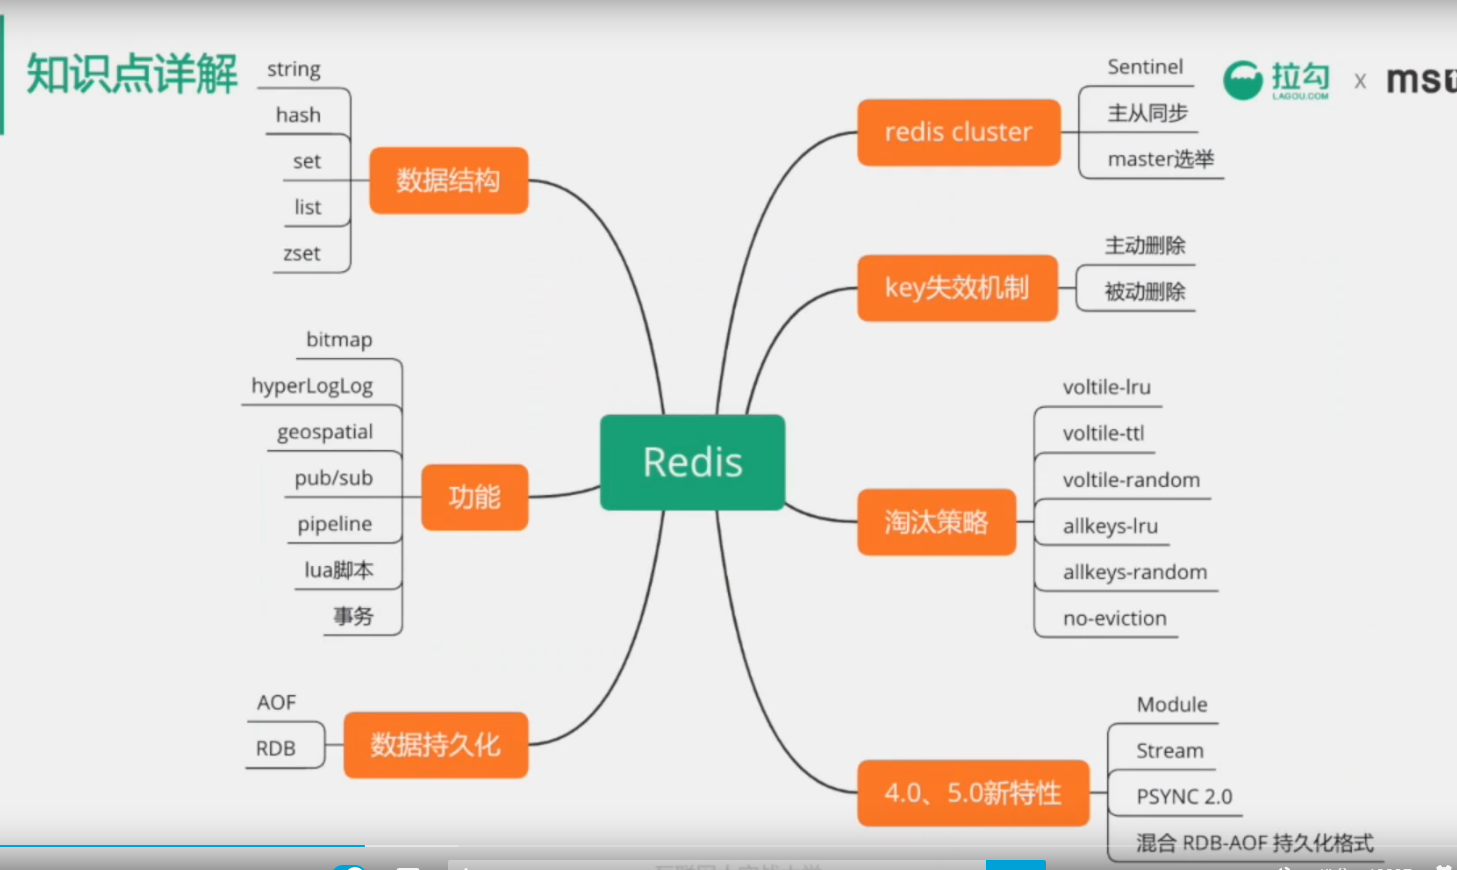 知识点详解
string
hash
set
list
zset
数据结构
bitmap
hyperLogLog
geospatial
pub/sub
pipeline
lua脚本
事务
功能
AOF
RDB
数据持久化
Redis
拉勾
LAGOU.COM
x
redis cluster
Sentinel
主从同步
master选举
key失效机制
主动删除
被动删除
淘汰策略
voltile-lru
voltile-ttl
voltile-random
allkeys-lru
allkeys-random
no-eviction
4.0、5.0新特性
Module
Stream
PSYNC 2.0
混合 RDB-AOF 持久化格式